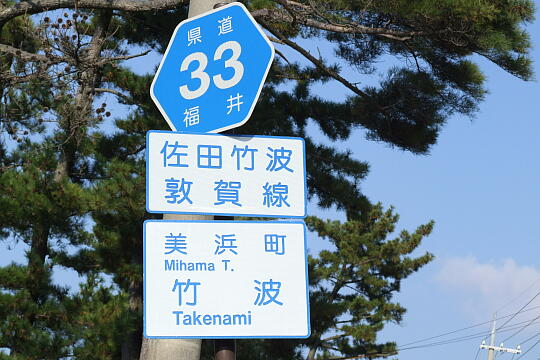 県道
33
福井
佐田竹波
敦賀線
美浜町
Mihama T.
竹波
Takenami